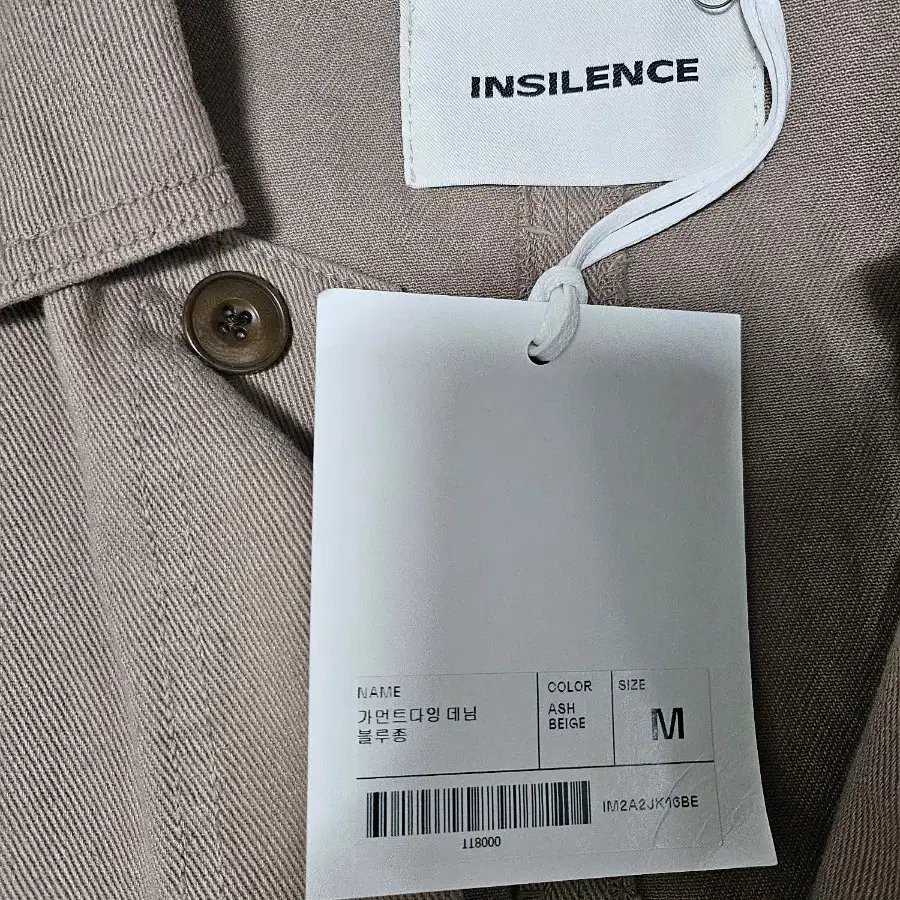 INSILENCE
NAME
가먼트다잉 데님
블루종
COLOR
ASH
BEIGE
SIZE
M
IM2A2JK16BE
118000